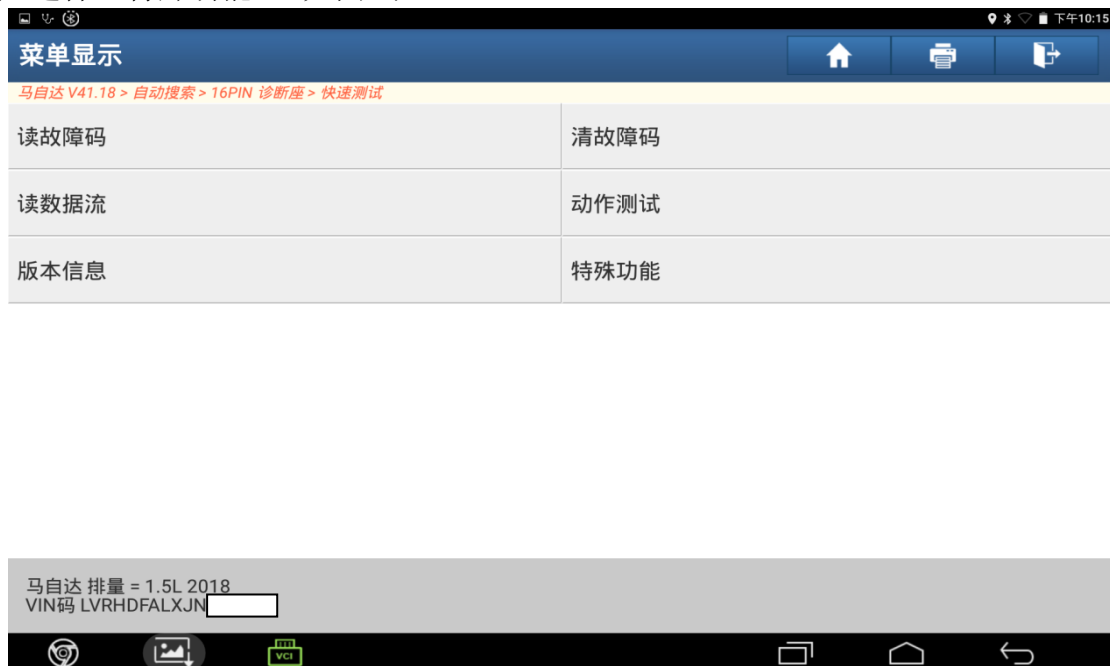 下午10:15
菜单显示
马自达 V41.18 > 自动搜索 > 16PIN 诊断座 > 快速测试
读故障码
清故障码
读数据流
动作测试
版本信息
特殊功能
马自达 排量 = 1.5L 2018
VIN码 LVRHDFALXJN
VCI